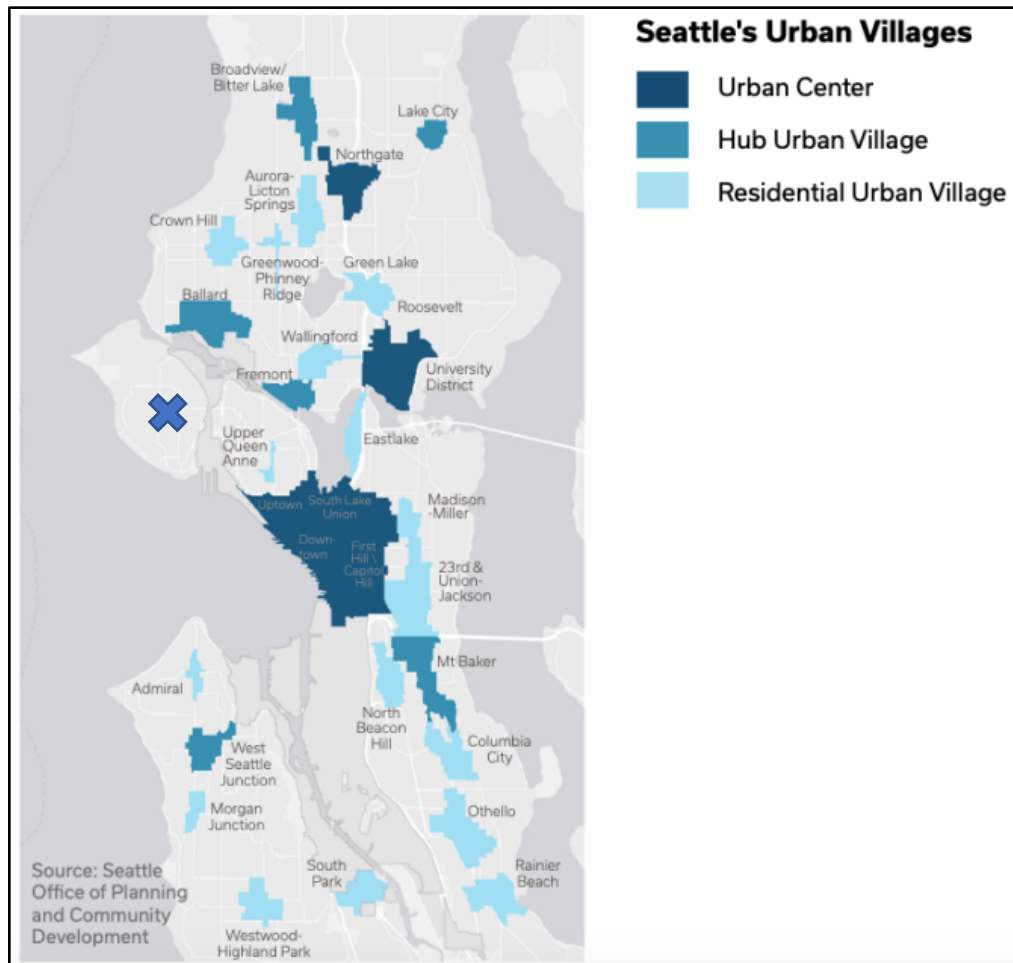 Seattle's Urban Villages
Urban Center
Hub Urban Village
Residential Urban Village
Broadview/
Bitter Lake
Lake City
Northgate
Aurora-
Licton
Springs
Crown Hill
Greenwood-
Phinney
Ridge
Green Lake
Roosevelt
Ballard
Wallingford
University
District
Fremont
Upper
Queen
Anne
Eastlake
Uptown
South Lake
Union
Down-
town
First
Hill \
Capitol
Hill
Madison
-Miller
23rd &
Union-
Jackson
Mt Baker
Admiral
North
Beacon
Hill
Columbia
City
West
Seattle
Junction
Morgan
Junction
Othello
South
Park
Rainier
Beach
Westwood-
Highland Park
Source: Seattle
Office of Planning
and Community
Development